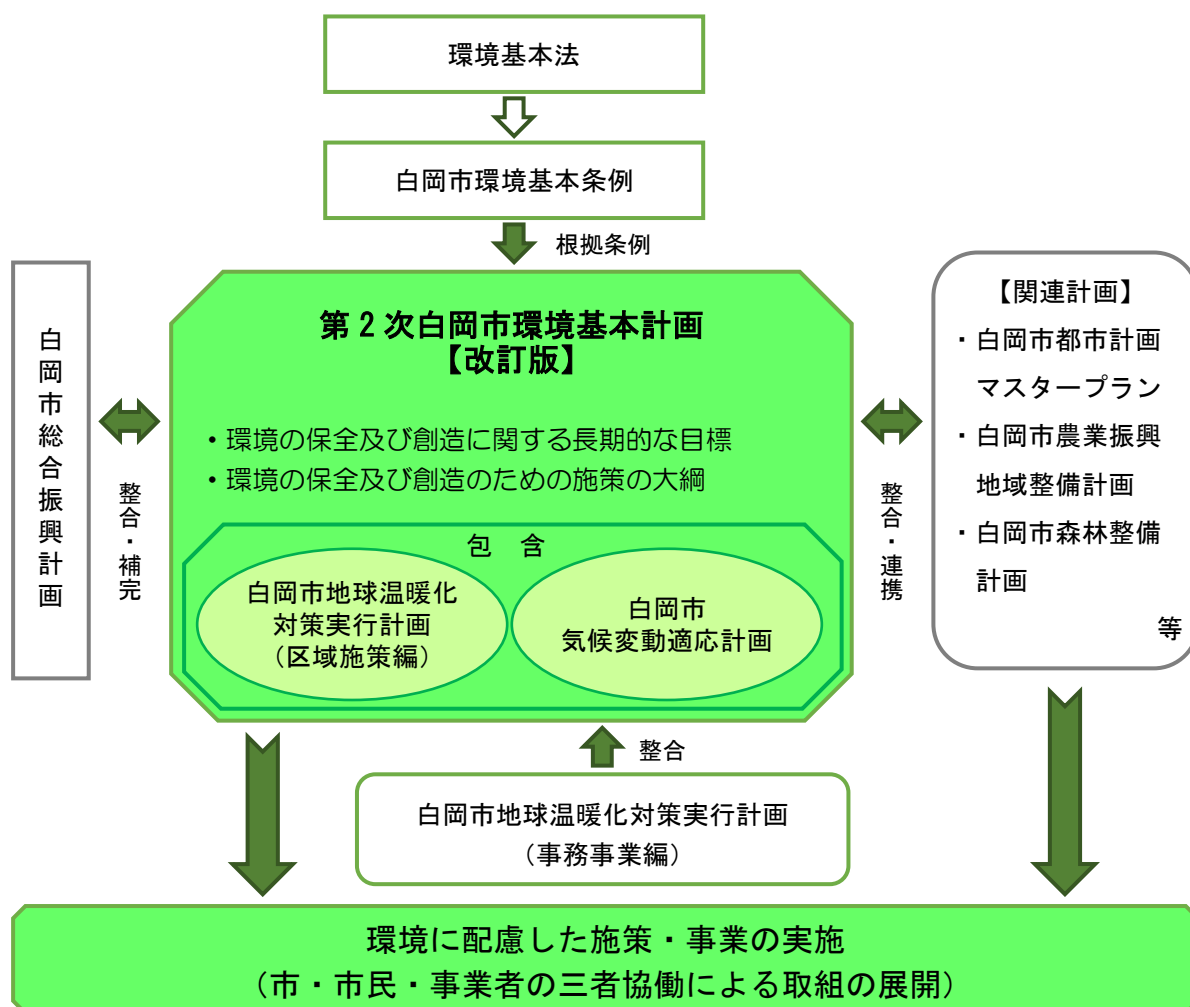 環境基本法
白岡市環境基本条例
根拠条例
白岡市総合振興計画
整合・補完
第2次白岡市環境基本計画
【改訂版】
・環境の保全及び創造に関する長期的な目標
・環境の保全及び創造のための施策の大綱
包　含
白岡市地球温暖化
対策実行計画
（区域施策編）
白岡市
気候変動適応計画
整合・連携
【関連計画】
・白岡市都市計画
マスタープラン
・白岡市農業振興
地域整備計画
・白岡市森林整備
計画
等
整合
白岡市地球温暖化対策実行計画
（事務事業編）
環境に配慮した施策・事業の実施
（市・市民・事業者の三者協働による取組の展開）